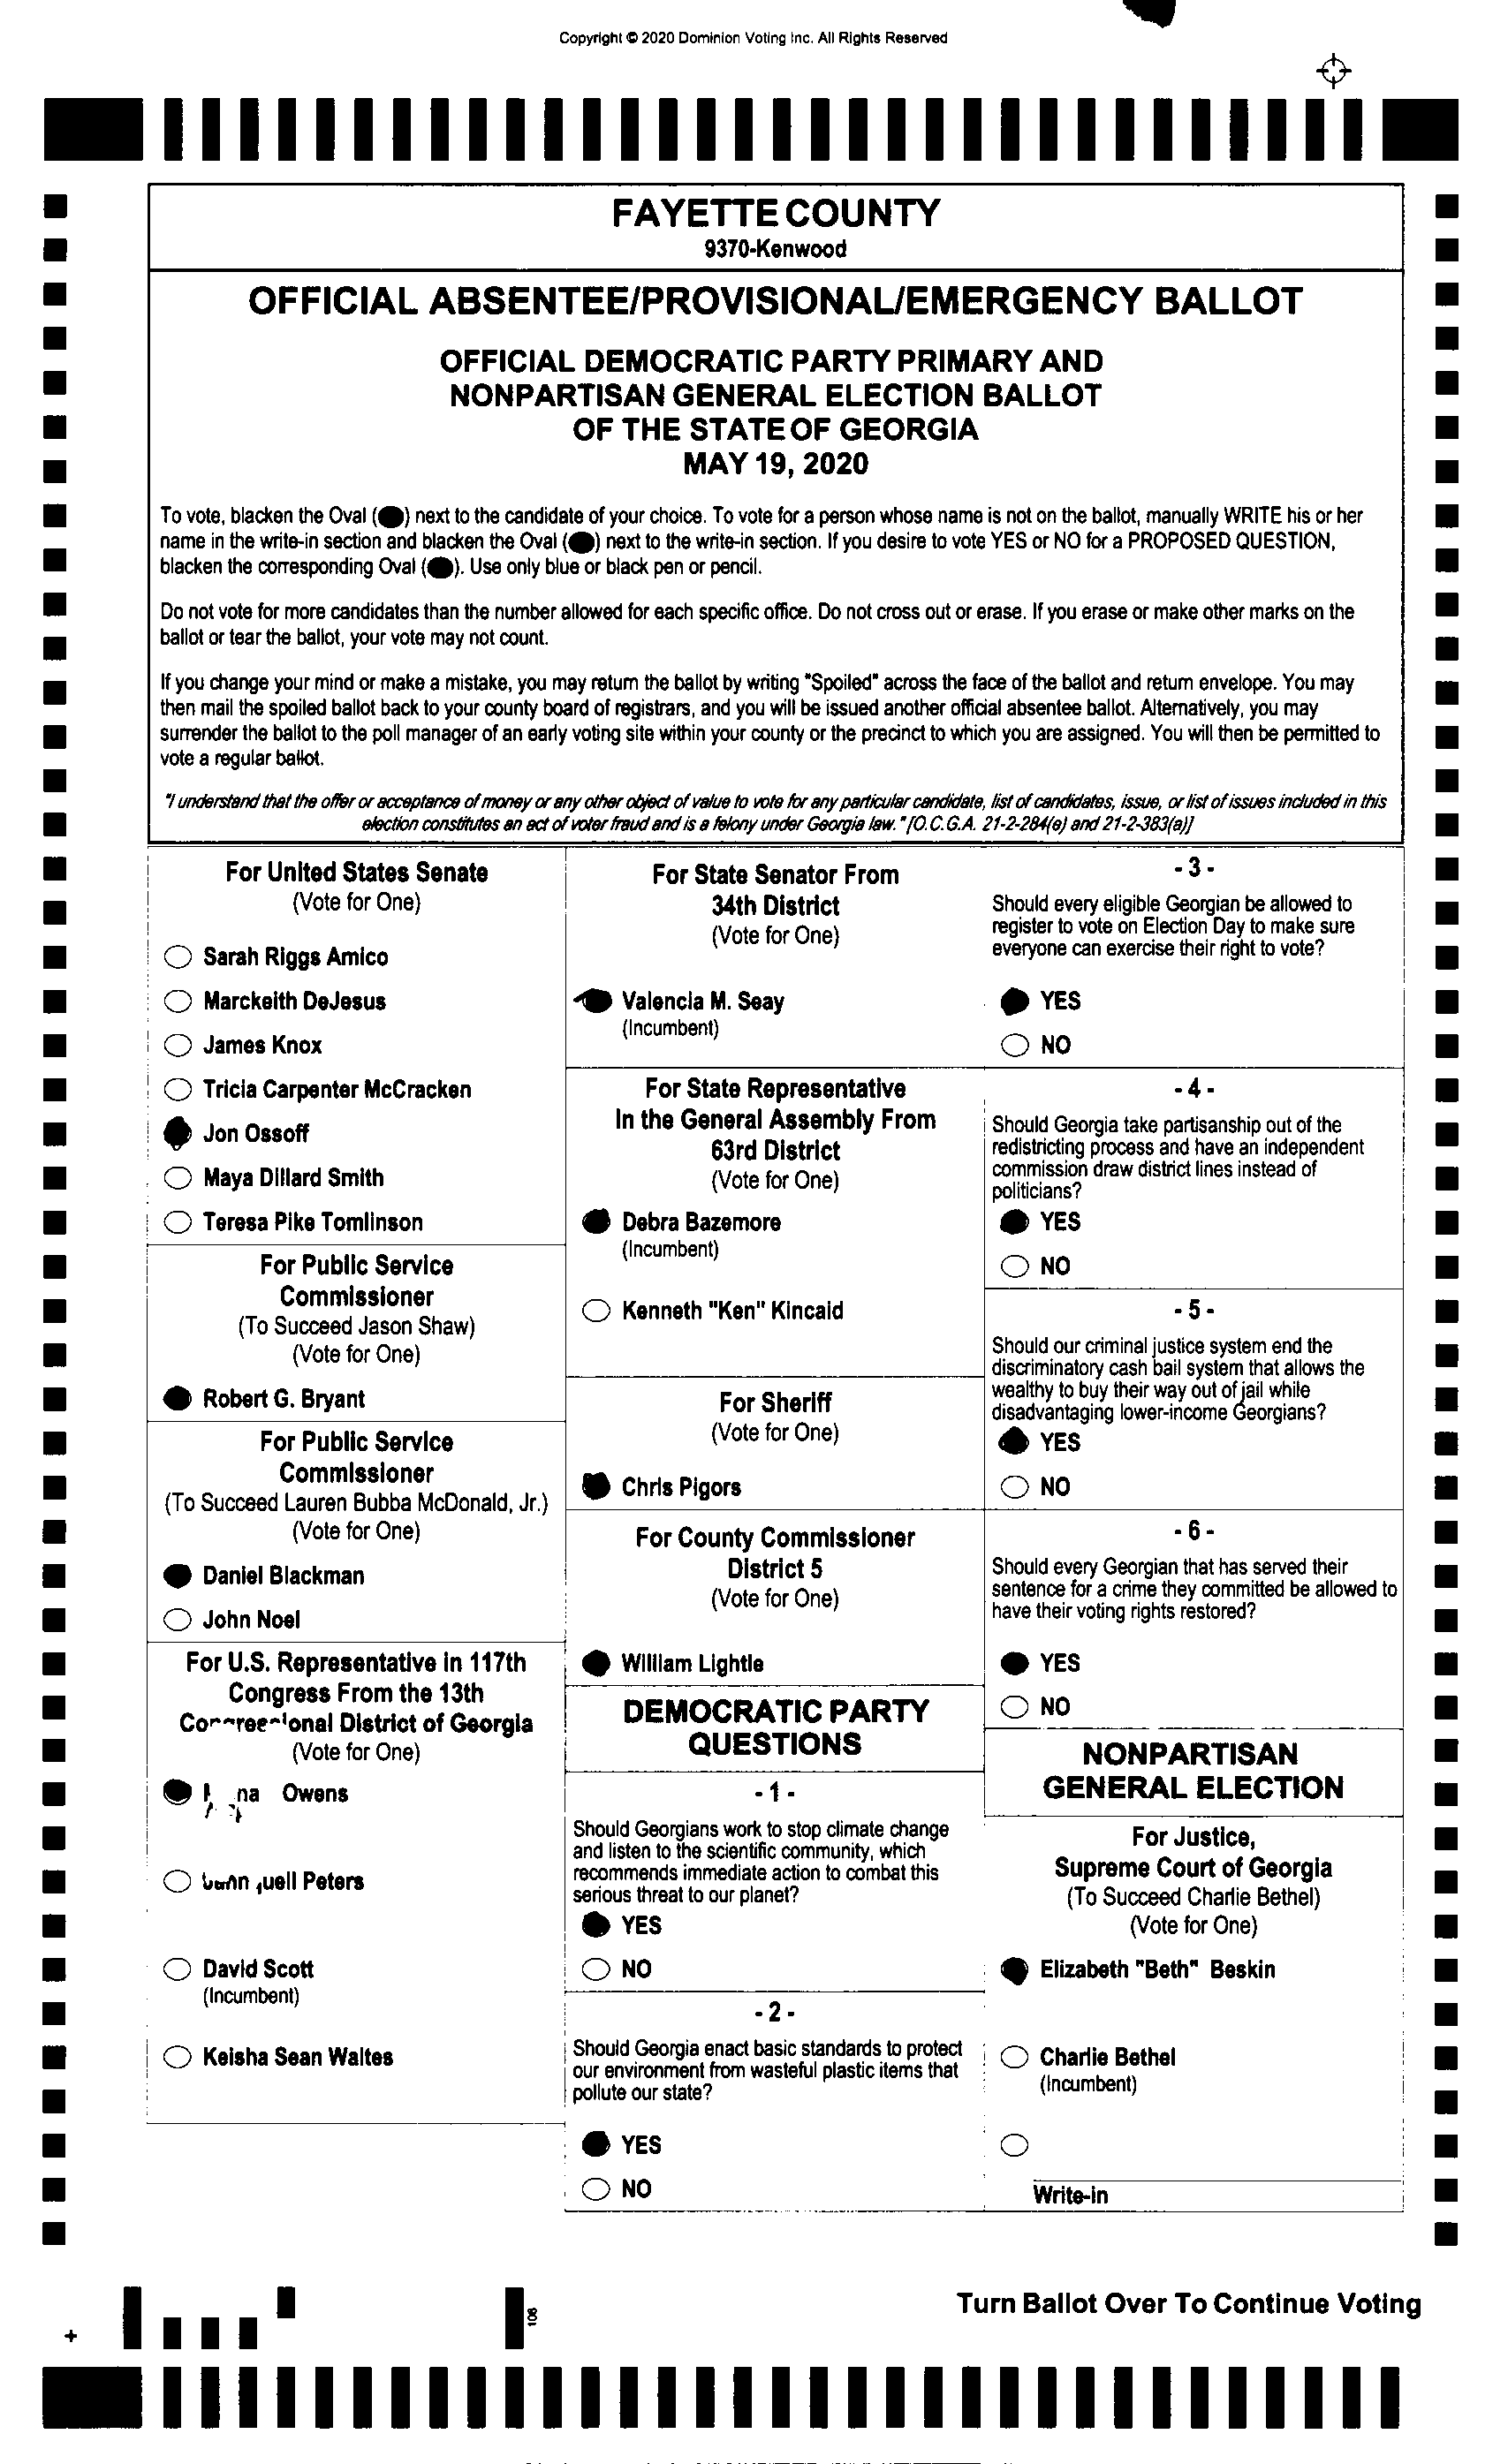 Copyright © 2020 Dominion Voting Inc. All Rights Reserved
FAYETTE COUNTY
9370-Kenwood
OFFICIAL ABSENTEE/PROVISIONAL/EMERGENCY BALLOT
OFFICIAL DEMOCRATIC PARTY PRIMARY AND
NONPARTISAN GENERAL ELECTION BALLOT
OF THE STATE OF GEORGIA
MAY 19, 2020
To vote, blacken the Oval () next to the candidate of your choice. To vote for a person whose name is not on the ballot, manually WRITE his or her
name in the write-in section and blacken the Oval () next to the write-in section. If you desire to vote YES or NO for a PROPOSED QUESTION,
blacken the corresponding Oval (). Use only blue or black pen or pencil.
Do not vote for more candidates than the number allowed for each specific office. Do not cross out or erase. If you erase or make other marks on the
ballot or tear the ballot, your vote may not count.
If you change your mind or make a mistake, you may return the ballot by writing "Spoiled" across the face of the ballot and return envelope. You may
then mail the spoiled ballot back to your county board of registrars, and you will be issued another official absentee ballot. Alternatively, you may
surrender the ballot to the poll manager of an early voting site within your county or the precinct to which you are assigned. You will then be permitted to
vote a regular ballot.
"I understand that the offer or acceptance of money or any other object of value to vote for any particular candidate, list of candidates, issue, or list of issues included in this
election constitutes an act of voter fraud and is a felony under Georgia law." [O.C.G.A. 21-2-284(e) and 21-2-383(a)]
For United States Senate
(Vote for One)
Sarah Riggs Amico
Marckeith DeJesus
James Knox
Tricia Carpenter McCracken
Jon Ossoff
Maya Dillard Smith
Teresa Pike Tomlinson
For Public Service
Commissioner
(To Succeed Jason Shaw)
(Vote for One)
Robert G. Bryant
For Public Service
Commissioner
(To Succeed Lauren Bubba McDonald, Jr.)
(Vote for One)
Daniel Blackman
John Noel
For U.S. Representative in 117th
Congress From the 13th
District of Georgia
(Vote for One)
Owens
Peters
David Scott
(Incumbent)
Keisha Sean Waites
For State Senator From
34th District
(Vote for One)
Valencia M. Seay
(Incumbent)
For State Representative
In the General Assembly From
63rd District
(Vote for One)
Debra Bazemore
(Incumbent)
Kenneth "Ken" Kincaid
For Sheriff
(Vote for One)
Chris Pigors
For County Commissioner
District 5
(Vote for One)
William Lightle
DEMOCRATIC PARTY
QUESTIONS
- 1 -
Should Georgians work to stop climate change
and listen to the scientific community, which
recommends immediate action to combat this
serious threat to our planet?
YES
NO
- 2 -
Should Georgia enact basic standards to protect
our environment from wasteful plastic items that
pollute our state?
YES
NO
- 3 -
Should every eligible Georgian be allowed to
register to vote on Election Day to make sure
everyone can exercise their right to vote?
YES
NO
- 4 -
Should Georgia take partisanship out of the
redistricting process and have an independent
commission draw district lines instead of
politicians?
YES
NO
- 5 -
Should our criminal justice system end the
discriminatory cash bail system that allows the
wealthy to buy their way out of jail while
disadvantaging lower-income Georgians?
YES
NO
- 6 -
Should every Georgian that has served their
sentence for a crime they committed be allowed to
have their voting rights restored?
YES
NO
NONPARTISAN
GENERAL ELECTION
For Justice,
Supreme Court of Georgia
(To Succeed Charlie Bethel)
(Vote for One)
Elizabeth "Beth" Beskin
Charlie Bethel
(Incumbent)
Write-in
Turn Ballot Over To Continue Voting
106